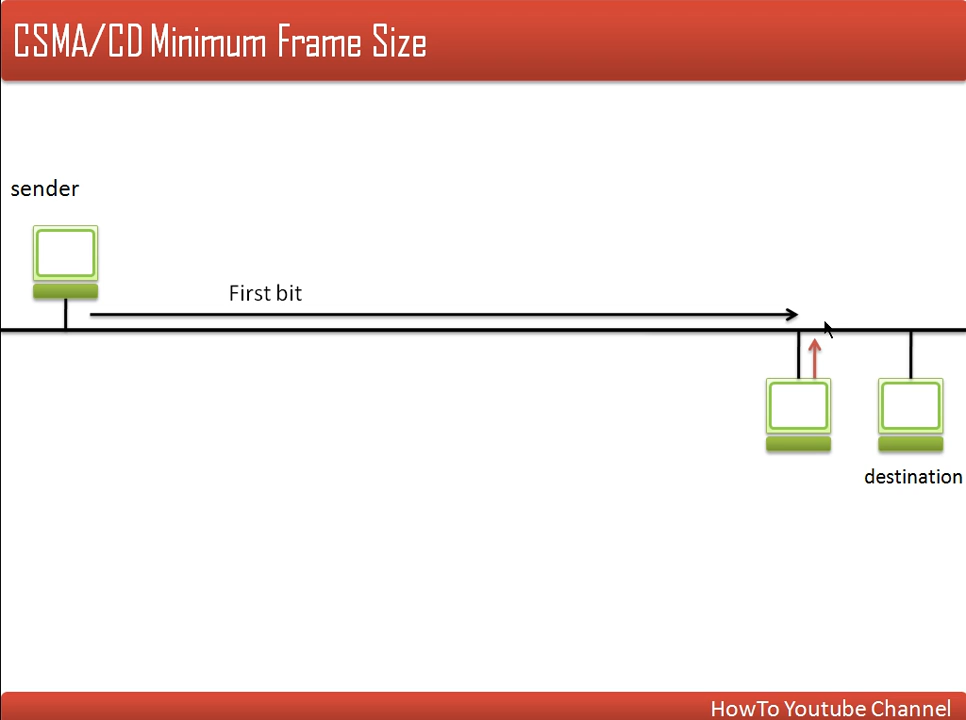 CSMA/CD Minimum Frame Size
sender
First bit
destination
HowTo Youtube Channel